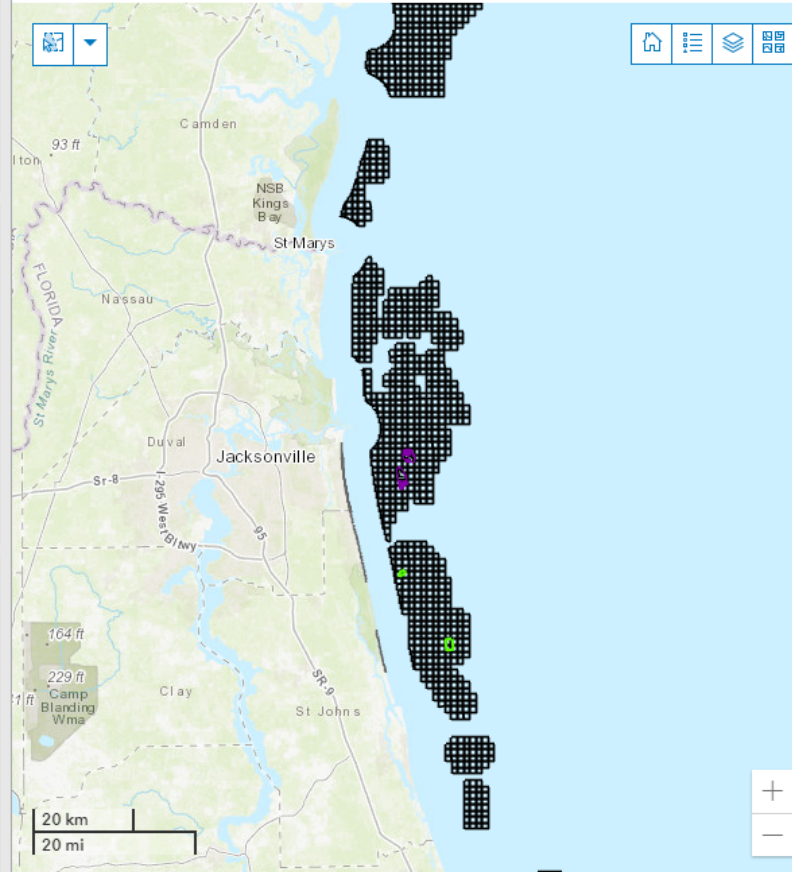 Camden
93 ft
lton
NSB
Kings
Bay
St Marys
FLORIDA
Nassau
St Marys River
Duval
Jacksonville
Sr-8
I-295 West Bltwy
95
164 ft
229 ft
1 ft
Camp
Blanding
Wma
Clay
SR-9
St Johns
20 km
20 mi